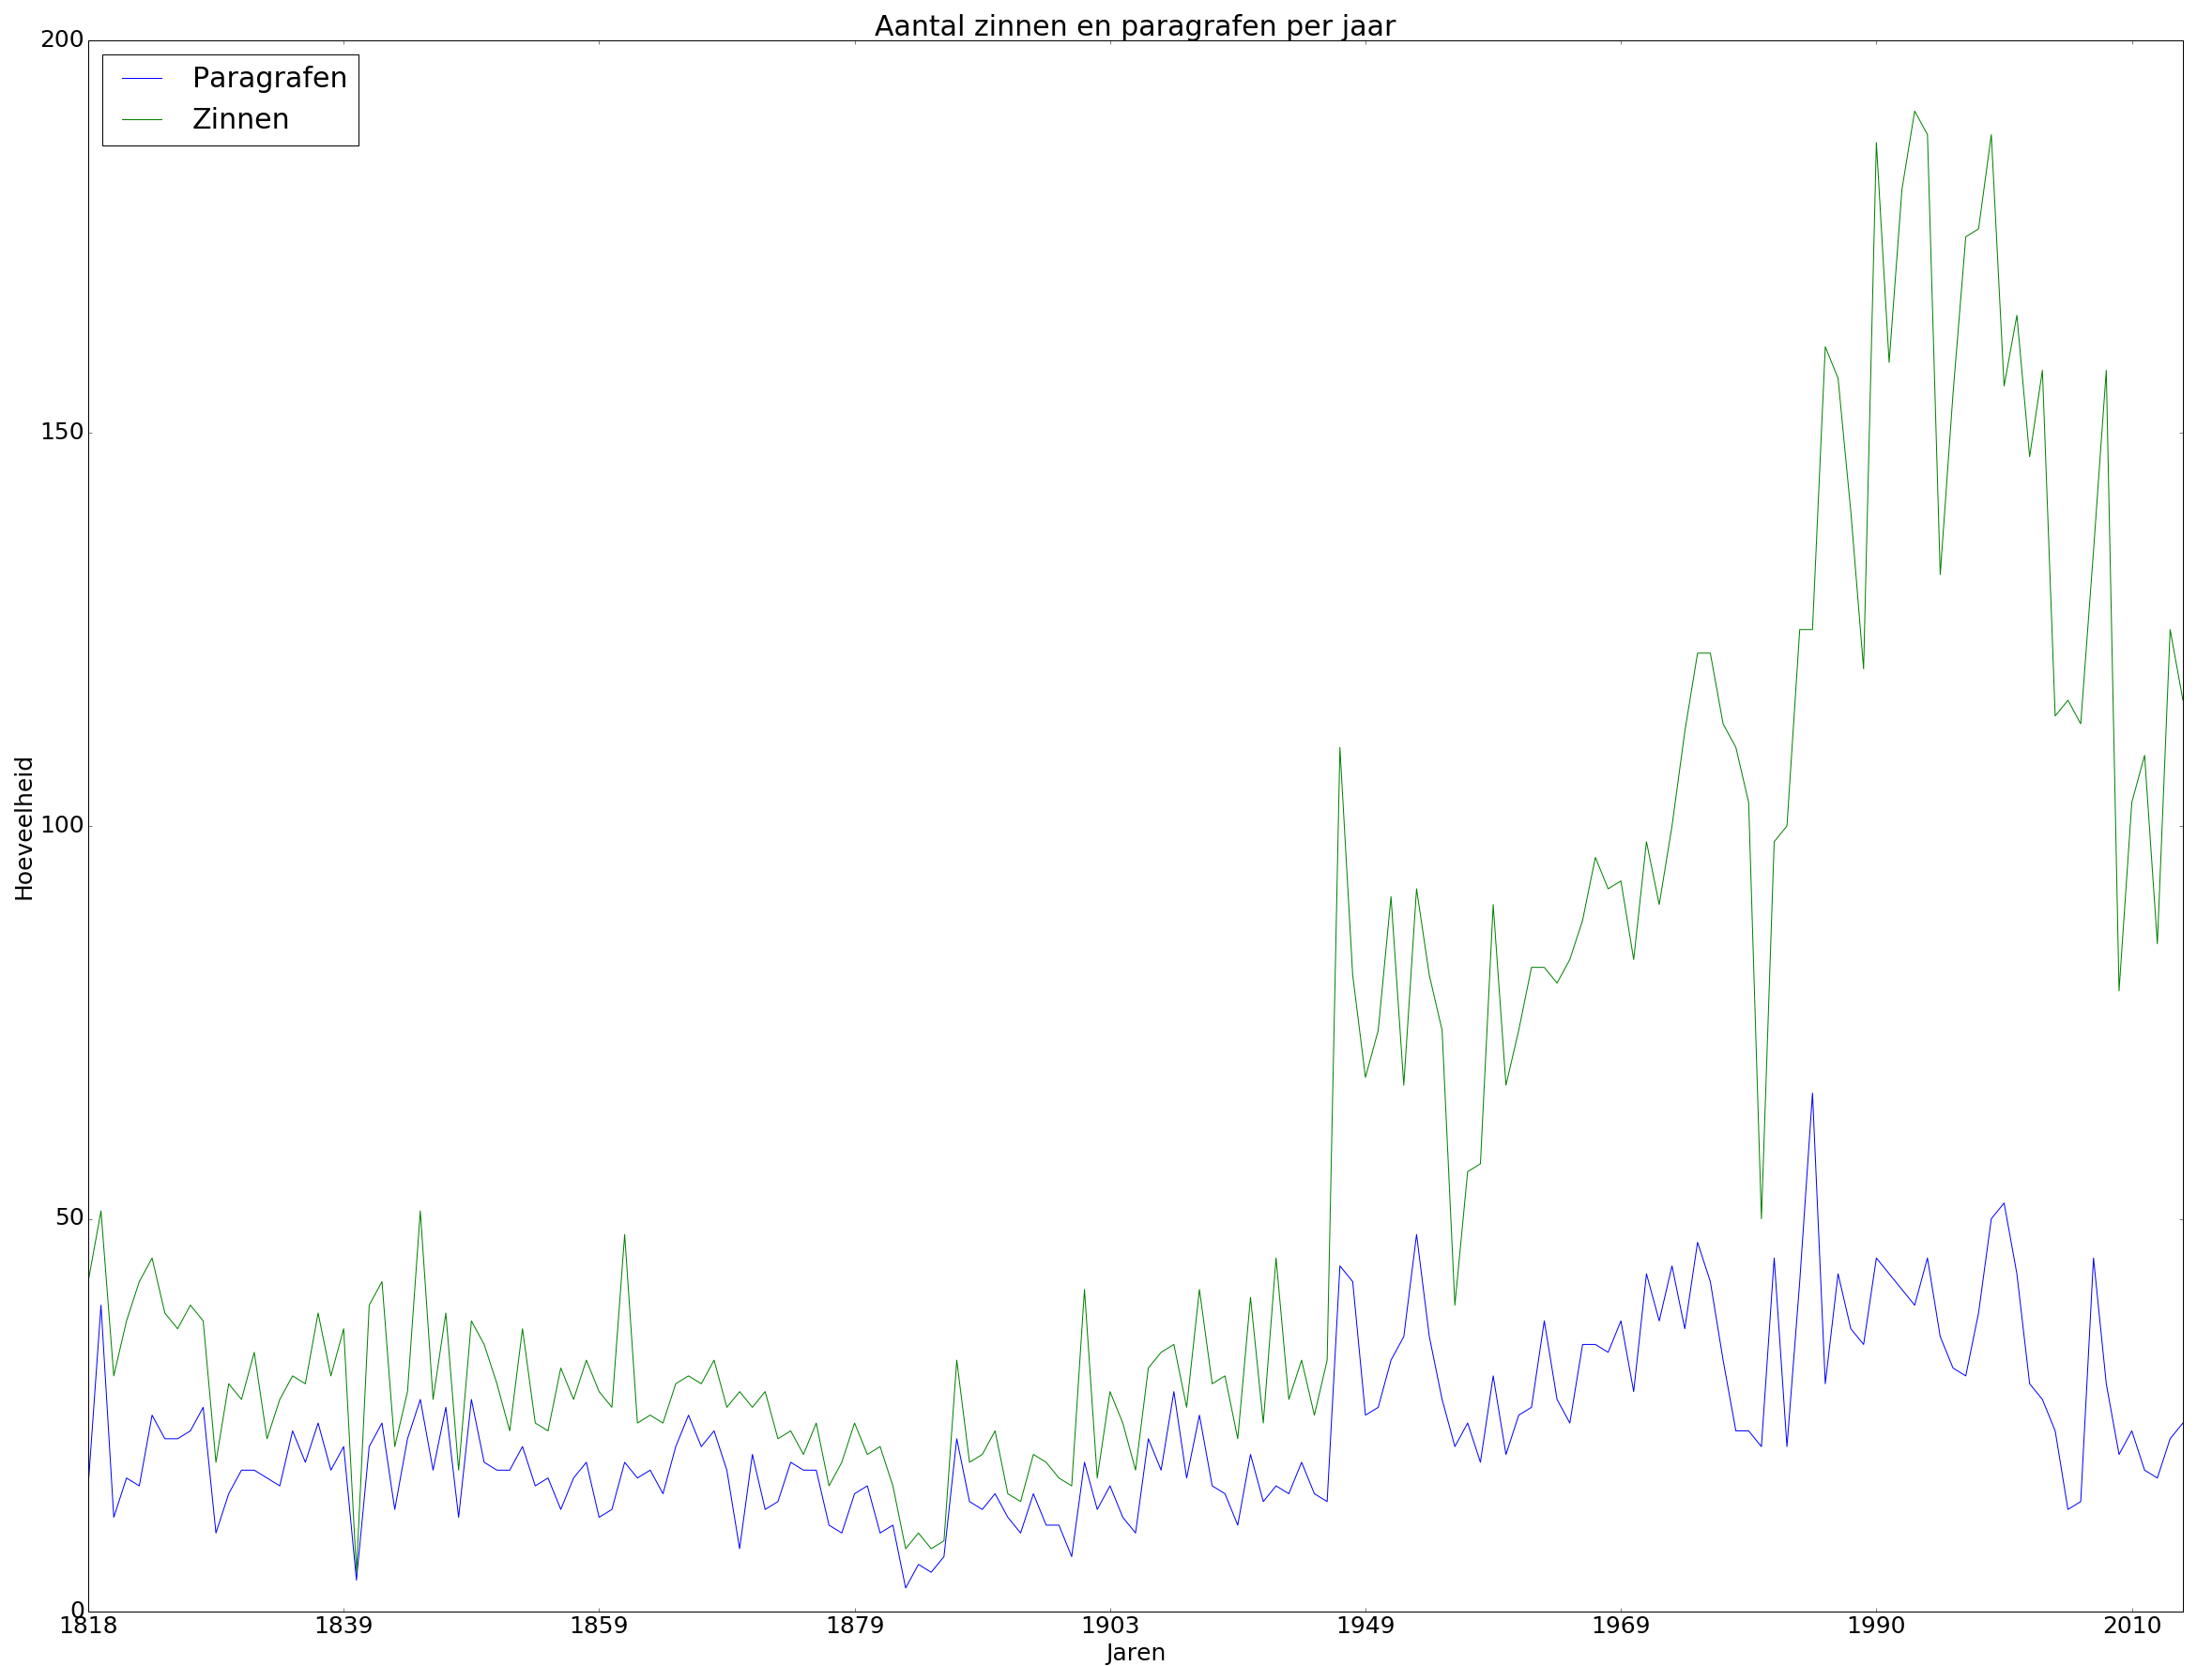 Aantal zinnen en paragrafen per jaar
200
Paragrafen
Zinnen
150
Hoeveelheid
100
50
0
1818 1839 1859 1879 1903 1949 1969 1990 2010
Jaren